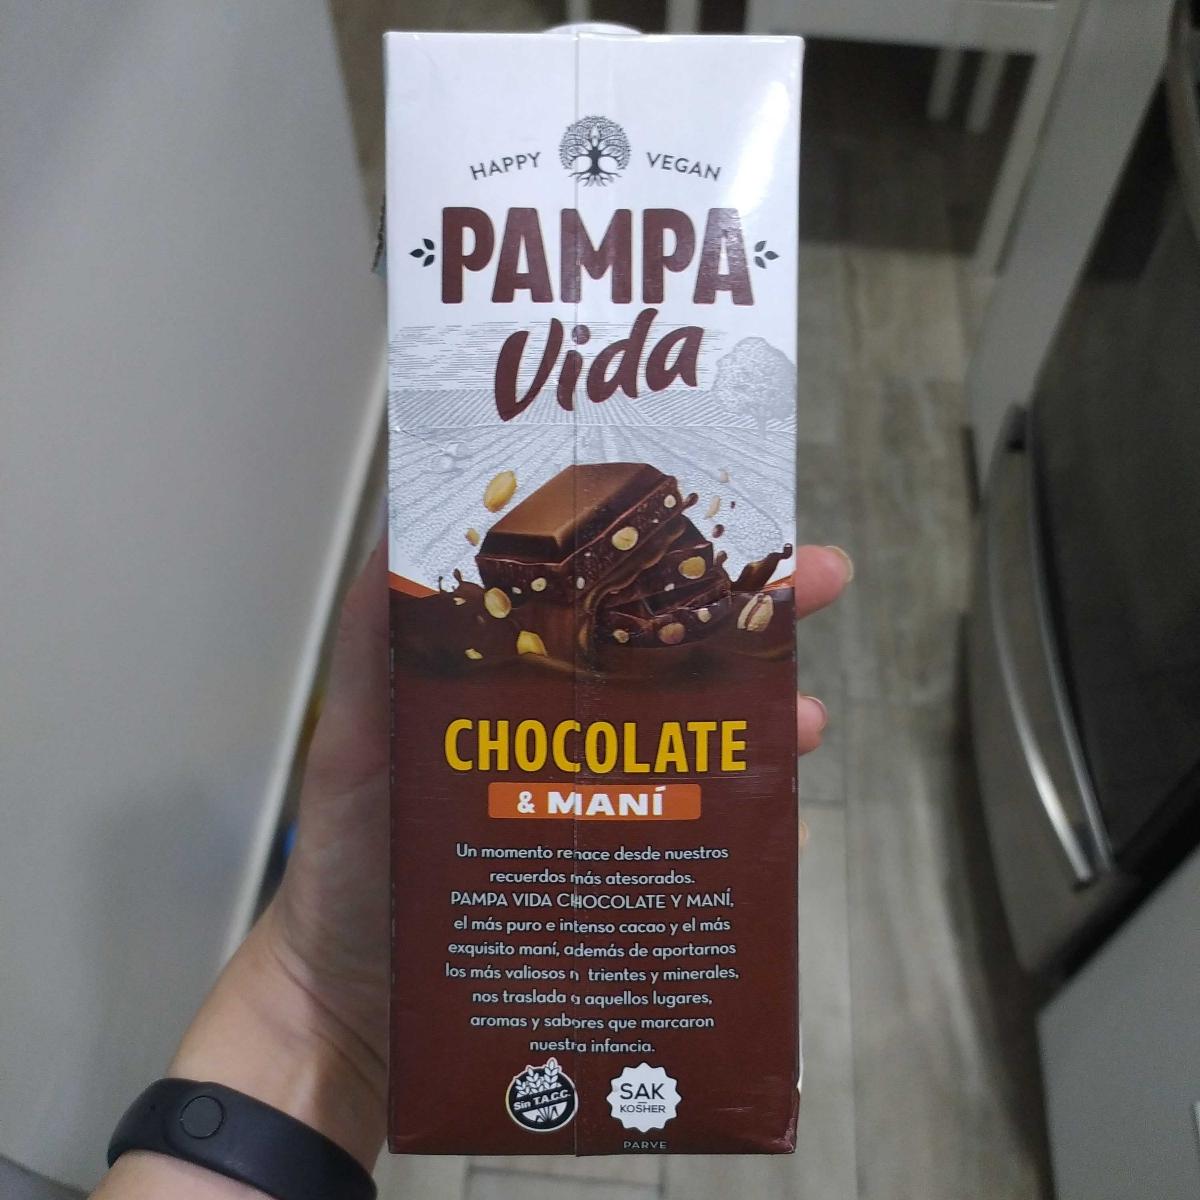 HAPPY VEGAN
PAMPA
Vida
CHOCOLATE
& MANÍ
Un momento renace desde nuestros
recuerdos más atesorados.
PAMPA VIDA CHOCOLATE Y MANÍ,
el más puro e intenso cacao y el más
exquisito maní, además de aportarnos
los más valiosos n trientes y minerales,
nos traslada a aquellos lugares,
aromas y sabores que marcaron
nuestra infancia.
Sin T.A.C.C.
SAK
KOSHER
PARVE